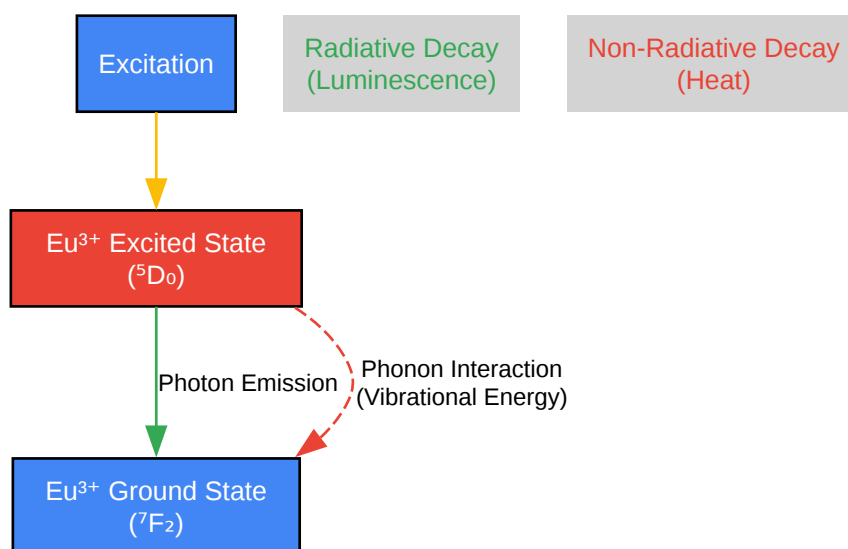 Excitation
Radiative Decay
(Luminescence)
Non-Radiative Decay
(Heat)
Eu³⁺ Excited State
(⁵D₀)
Photon Emission
Phonon Interaction
(Vibrational Energy)
Eu³⁺ Ground State
(⁷F₂)